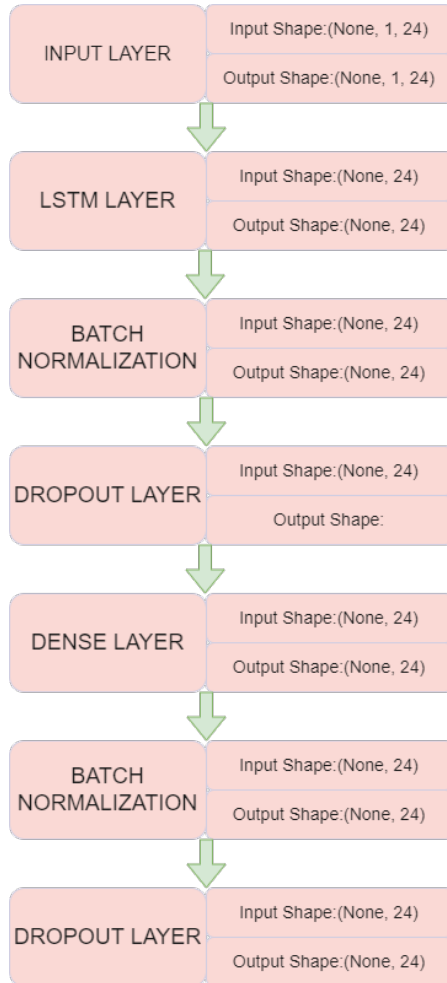 INPUT LAYER
Input Shape:(None, 1, 24)
Output Shape:(None, 1, 24)
LSTM LAYER
Input Shape:(None, 24)
Output Shape:(None, 24)
BATCH
NORMALIZATION
Input Shape:(None, 24)
Output Shape:(None, 24)
DROPOUT LAYER
Input Shape:(None, 24)
Output Shape:
DENSE LAYER
Input Shape:(None, 24)
Output Shape:(None, 24)
BATCH
NORMALIZATION
Input Shape:(None, 24)
Output Shape:(None, 24)
DROPOUT LAYER
Input Shape:(None, 24)
Output Shape:(None, 24)